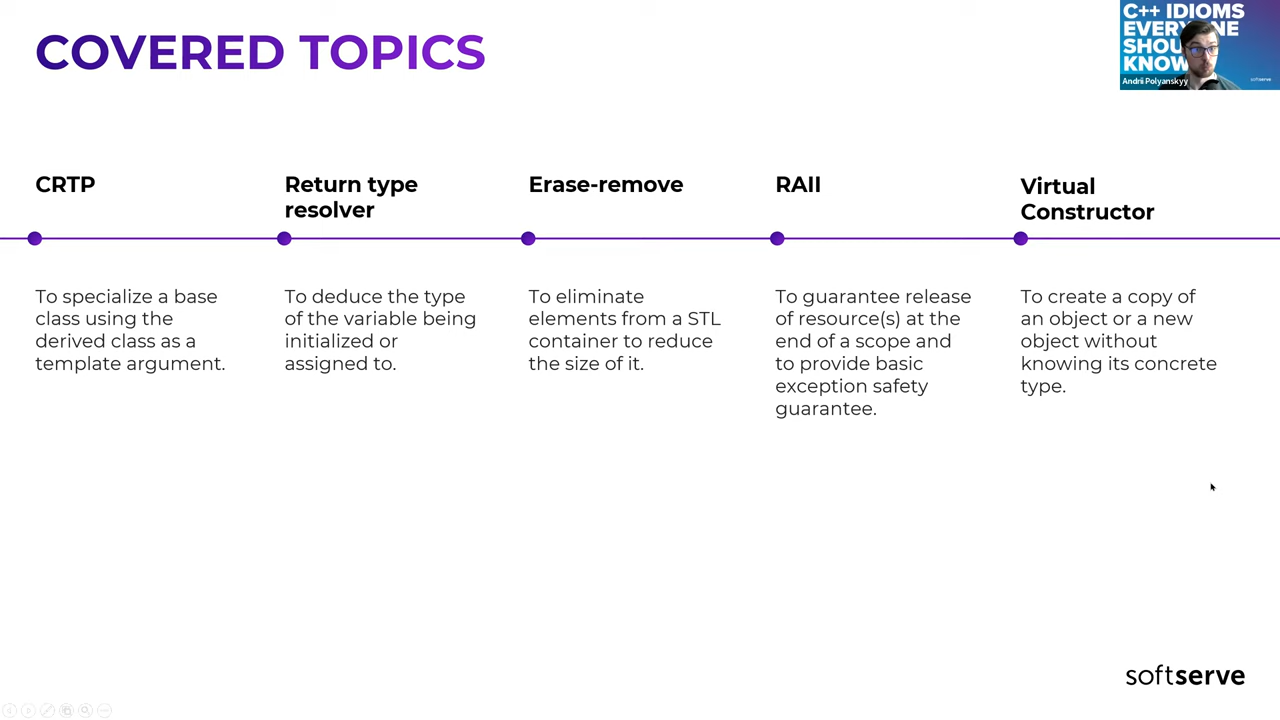 COVERED TOPICS
C++ IDIOMS
EVERY NE
SHOU
KNOW
Andrii Polyanskyy
softserve
CRTP
Return type
resolver
Erase-remove
RAII
Virtual
Constructor
To specialize a base
class using the
derived class as a
template argument.
To deduce the type
of the variable being
initialized or
assigned to.
To eliminate
elements from a STL
container to reduce
the size of it.
To guarantee release
of resource(s) at the
end of a scope and
to provide basic
exception safety
guarantee.
To create a copy of
an object or a new
object without
knowing its concrete
type.
softserve